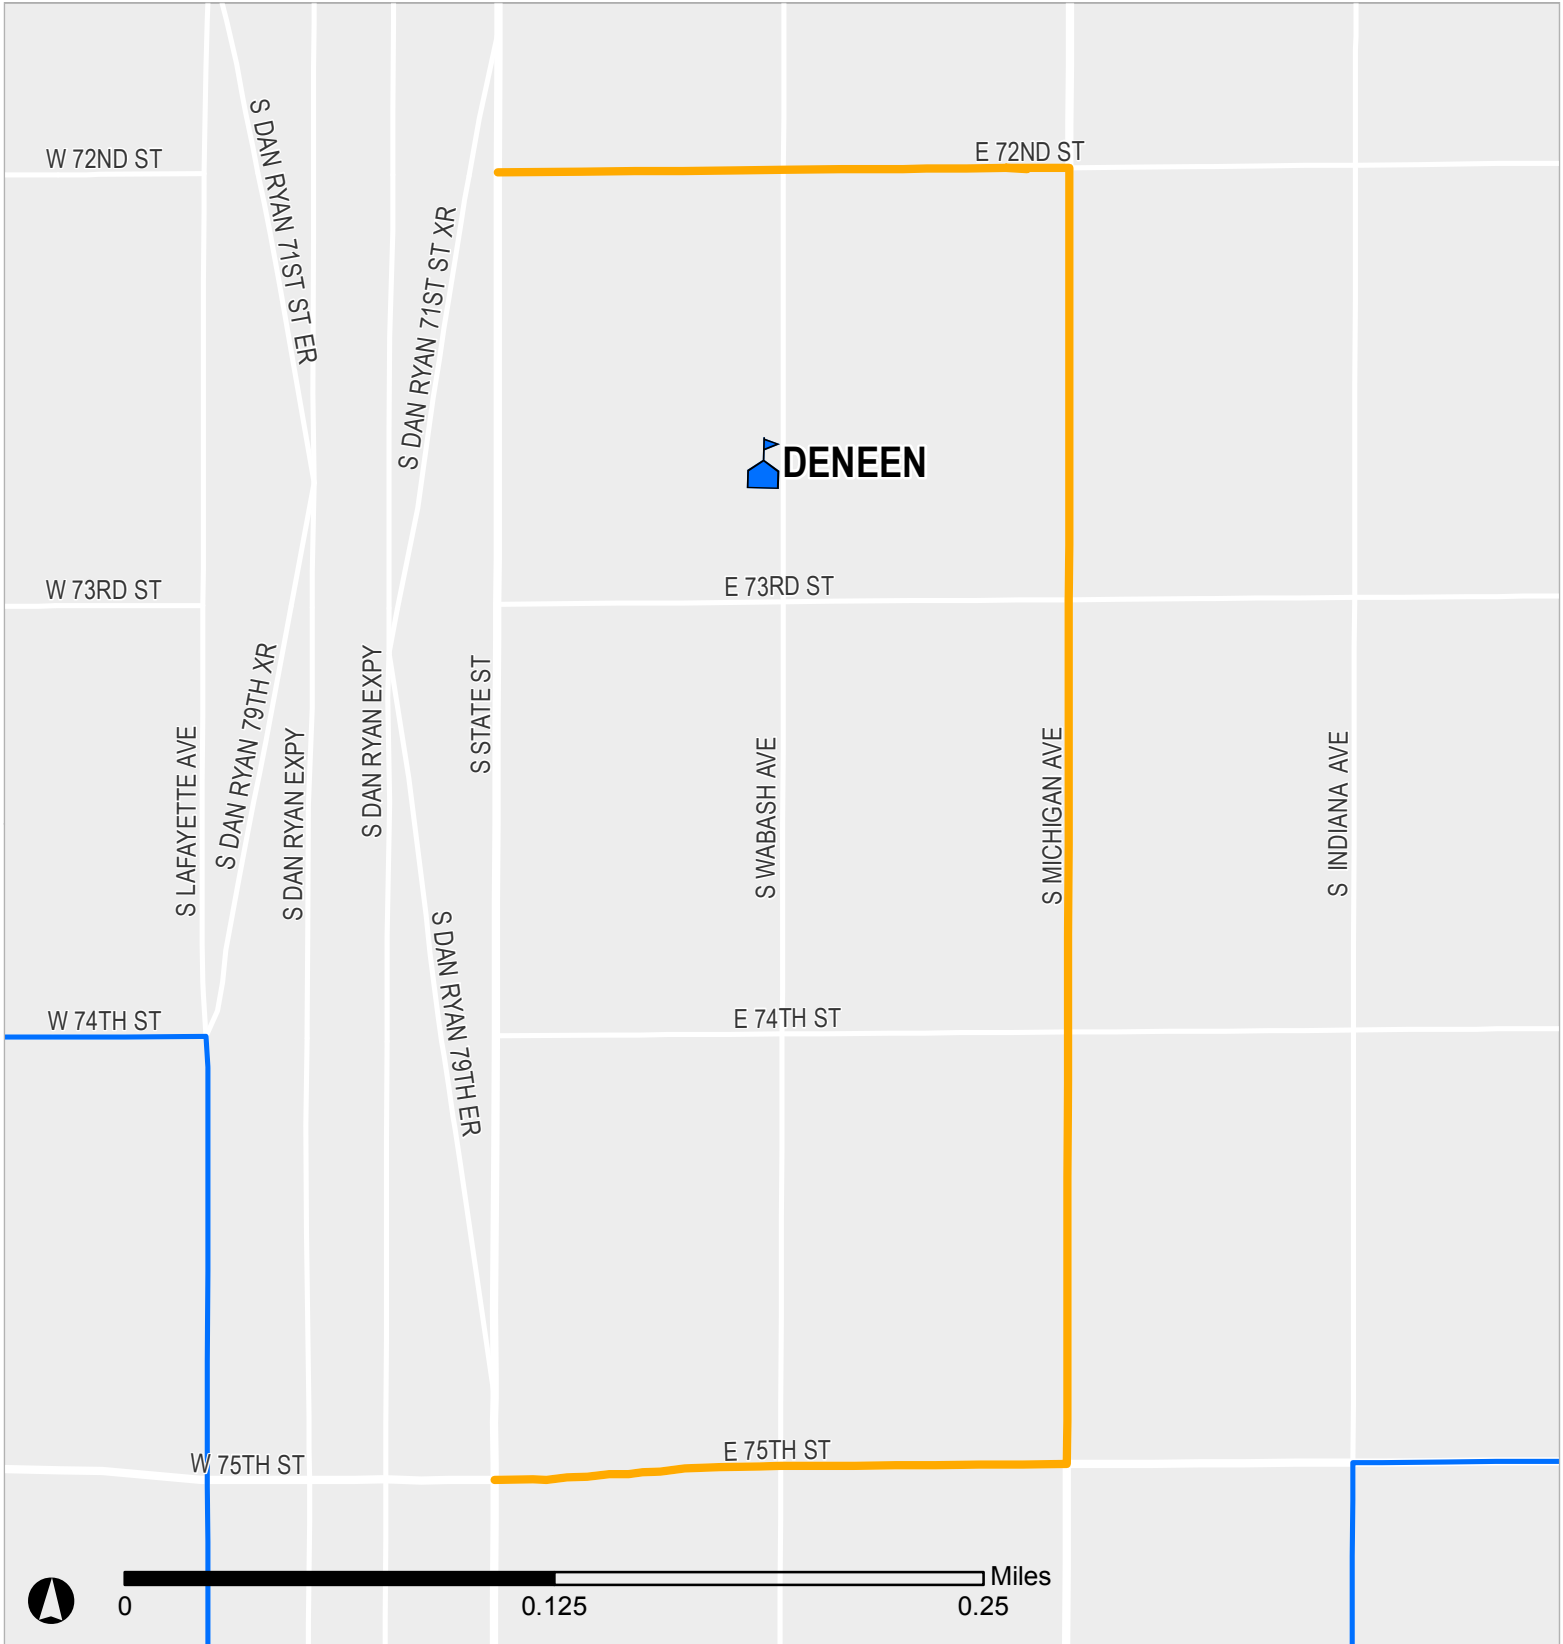 E 72ND ST
W 72ND ST
S DAN RYAN 71ST ST ER
S DAN RYAN 71ST ST XR
DENEEN
W 73RD ST
E 73RD ST
S LAFAYETTE AVE
S DAN RYAN 79TH XR
S DAN RYAN EXPY
S DAN RYAN EXPY
S STATE ST
S WABASH AVE
S MICHIGAN AVE
S INDIANA AVE
S DAN RYAN 79TH ER
W 74TH ST
E 74TH ST
W 75TH ST
E 75TH ST
Miles
0 0.125 0.25